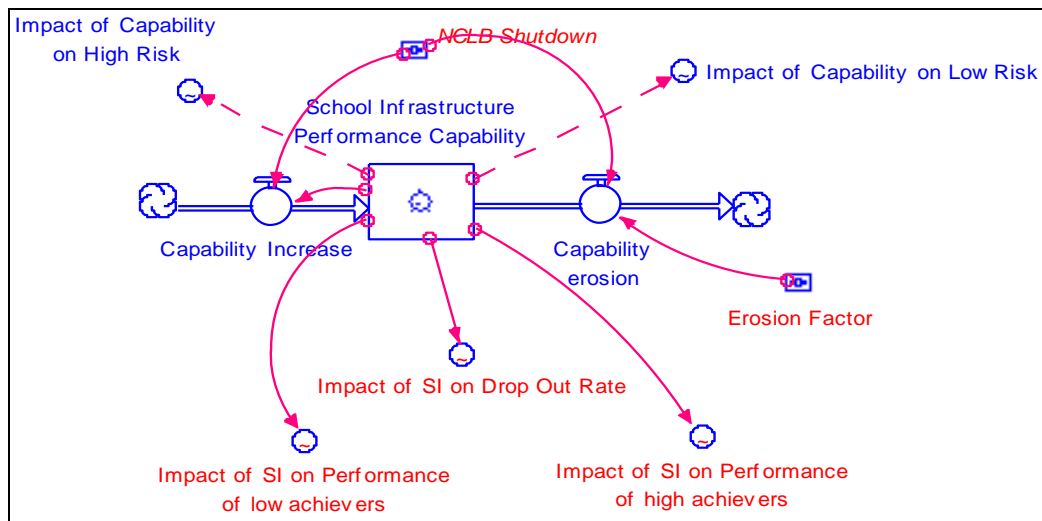 Impact of Capability
on High Risk
NCLB Shutdown
Impact of Capability on Low Risk
School Infrastructure
Performance Capability
Capability Increase
Capability
erosion
Erosion Factor
Impact of SI on Drop Out Rate
Impact of SI on Performance
of low achievers
Impact of SI on Performance
of high achievers